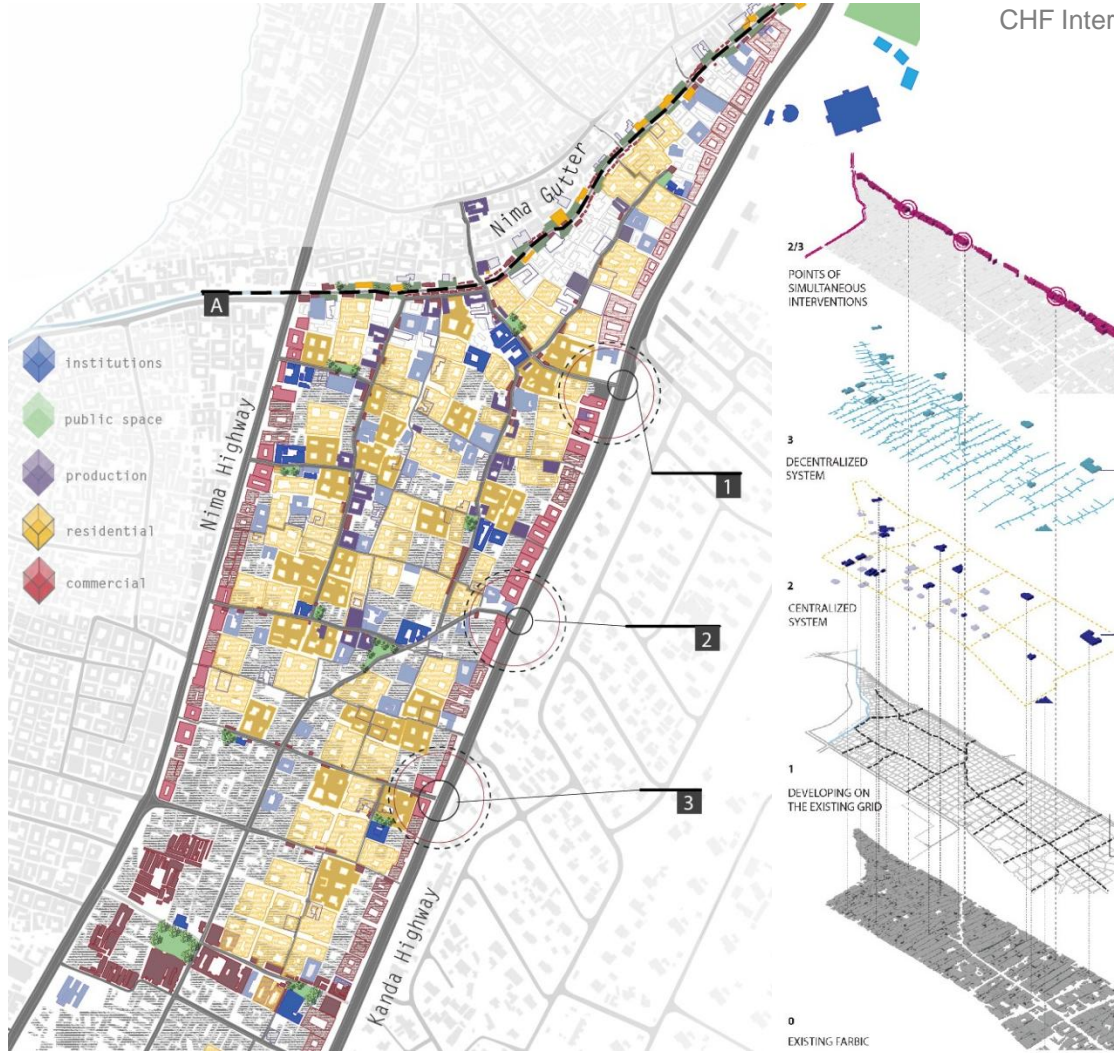 CHF Inter
Nima Gutter
A
institutions
public space
production
residential
commercial
Nima Highway
1
2
3
Kanda Highway
2/3
POINTS OF
SIMULTANEOUS
INTERVENTIONS
3
DECENTRALIZED
SYSTEM
2
CENTRALIZED
SYSTEM
1
DEVELOPING ON
THE EXISTING GRID
0
EXISTING FARBIC